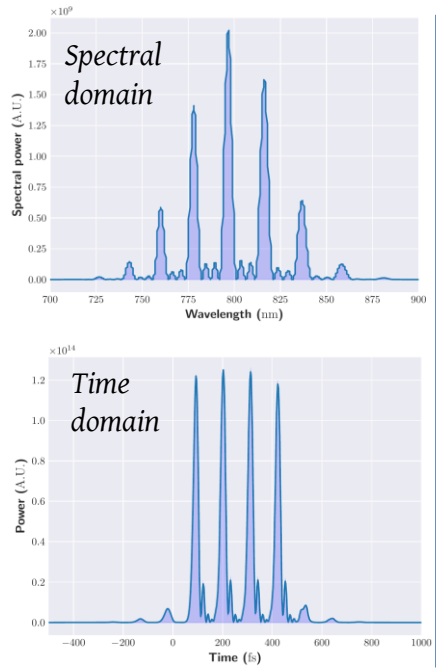 ×10⁹
Spectral
domain
2.00
1.75
1.50
1.25
1.00
0.75
0.50
0.25
0.00
Spectral power (A.U.)
700 725 750 775 800 825 850 875 900
Wavelength (nm)
×10¹⁴
Time
domain
1.2
1.0
0.8
0.6
0.4
0.2
0.0
Power (A.U.)
−400 −200 0 200 400 600 800 1000
Time (fs)